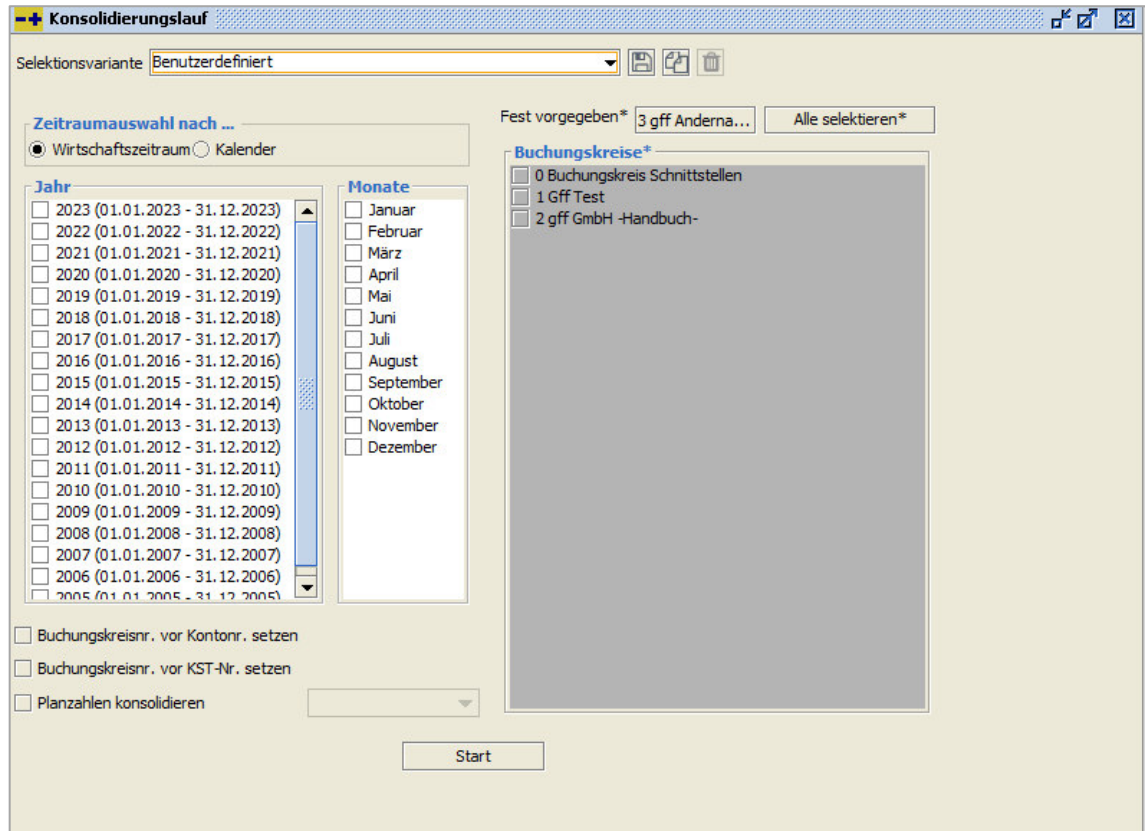 Konsolidierungslauf
Selektionsvariante Benutzerdefiniert
Zeitraumauswahl nach ...
Wirtschaftszeitraum Kalender
Jahr
2023 (01.01.2023 - 31.12.2023)
2022 (01.01.2022 - 31.12.2022)
2021 (01.01.2021 - 31.12.2021)
2020 (01.01.2020 - 31.12.2020)
2019 (01.01.2019 - 31.12.2019)
2018 (01.01.2018 - 31.12.2018)
2017 (01.01.2017 - 31.12.2017)
2016 (01.01.2016 - 31.12.2016)
2015 (01.01.2015 - 31.12.2015)
2014 (01.01.2014 - 31.12.2014)
2013 (01.01.2013 - 31.12.2013)
2012 (01.01.2012 - 31.12.2012)
2011 (01.01.2011 - 31.12.2011)
2010 (01.01.2010 - 31.12.2010)
2009 (01.01.2009 - 31.12.2009)
2008 (01.01.2008 - 31.12.2008)
2007 (01.01.2007 - 31.12.2007)
2006 (01.01.2006 - 31.12.2006)
2005 (01.01.2005 - 31.12.2005)
Monate
Januar
Februar
März
April
Mai
Juni
Juli
August
September
Oktober
November
Dezember
Fest vorgegeben* 3 gff Anderna... Alle selektieren*
Buchungskreise*
0 Buchungskreis Schnittstellen
1 Gff Test
2 gff GmbH -Handbuch-
Buchungskreisnr. vor Kontonr. setzen
Buchungskreisnr. vor KST-Nr. setzen
Planzahlen konsolidieren
Start